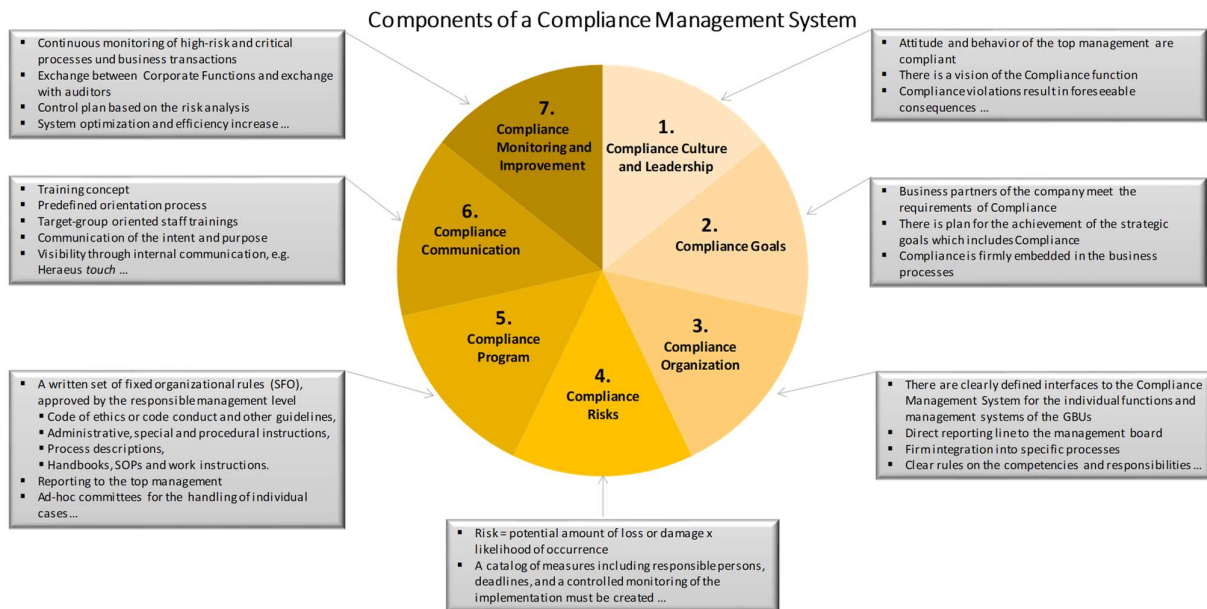 Components of a Compliance Management System
▪ Continuous monitoring of high-risk and critical
processes und business transactions
▪ Exchange between Corporate Functions and exchange
with auditors
▪ Control plan based on the risk analysis
▪ System optimization and efficiency increase ...
▪ Attitude and behavior of the top management are
compliant
▪ There is a vision of the Compliance function
▪ Compliance violations result in foreseeable
consequences ...
7.
Compliance
Monitoring and
Improvement
1.
Compliance Culture
and Leadership
▪ Training concept
▪ Predefined orientation process
▪ Target-group oriented staff trainings
▪ Communication of the intent and purpose
▪ Visibility through internal communication, e.g.
Heraeus touch ...
6.
Compliance
Communication
2.
Compliance Goals
▪ Business partners of the company meet the
requirements of Compliance
▪ There is plan for the achievement of the strategic
goals which includes Compliance
▪ Compliance is firmly embedded in the business
processes
5.
Compliance
Program
3.
Compliance
Organization
4.
Compliance
Risks
▪ A written set of fixed organizational rules (SFO),
approved by the responsible management level
▪ Code of ethics or code conduct and other guidelines,
▪ Administrative, special and procedural instructions,
▪ Process descriptions,
▪ Handbooks, SOPs and work instructions.
▪ Reporting to the top management
▪ Ad-hoc committees for the handling of individual
cases ...
▪ There are clearly defined interfaces to the Compliance
Management System for the individual functions and
management systems of the GBUs
▪ Direct reporting line to the management board
▪ Firm integration into specific processes
▪ Clear rules on the competencies and responsibilities ...
▪ Risk = potential amount of loss or damage x
likelihood of occurrence
▪ A catalog of measures including responsible persons,
deadlines, and a controlled monitoring of the
implementation must be created ...